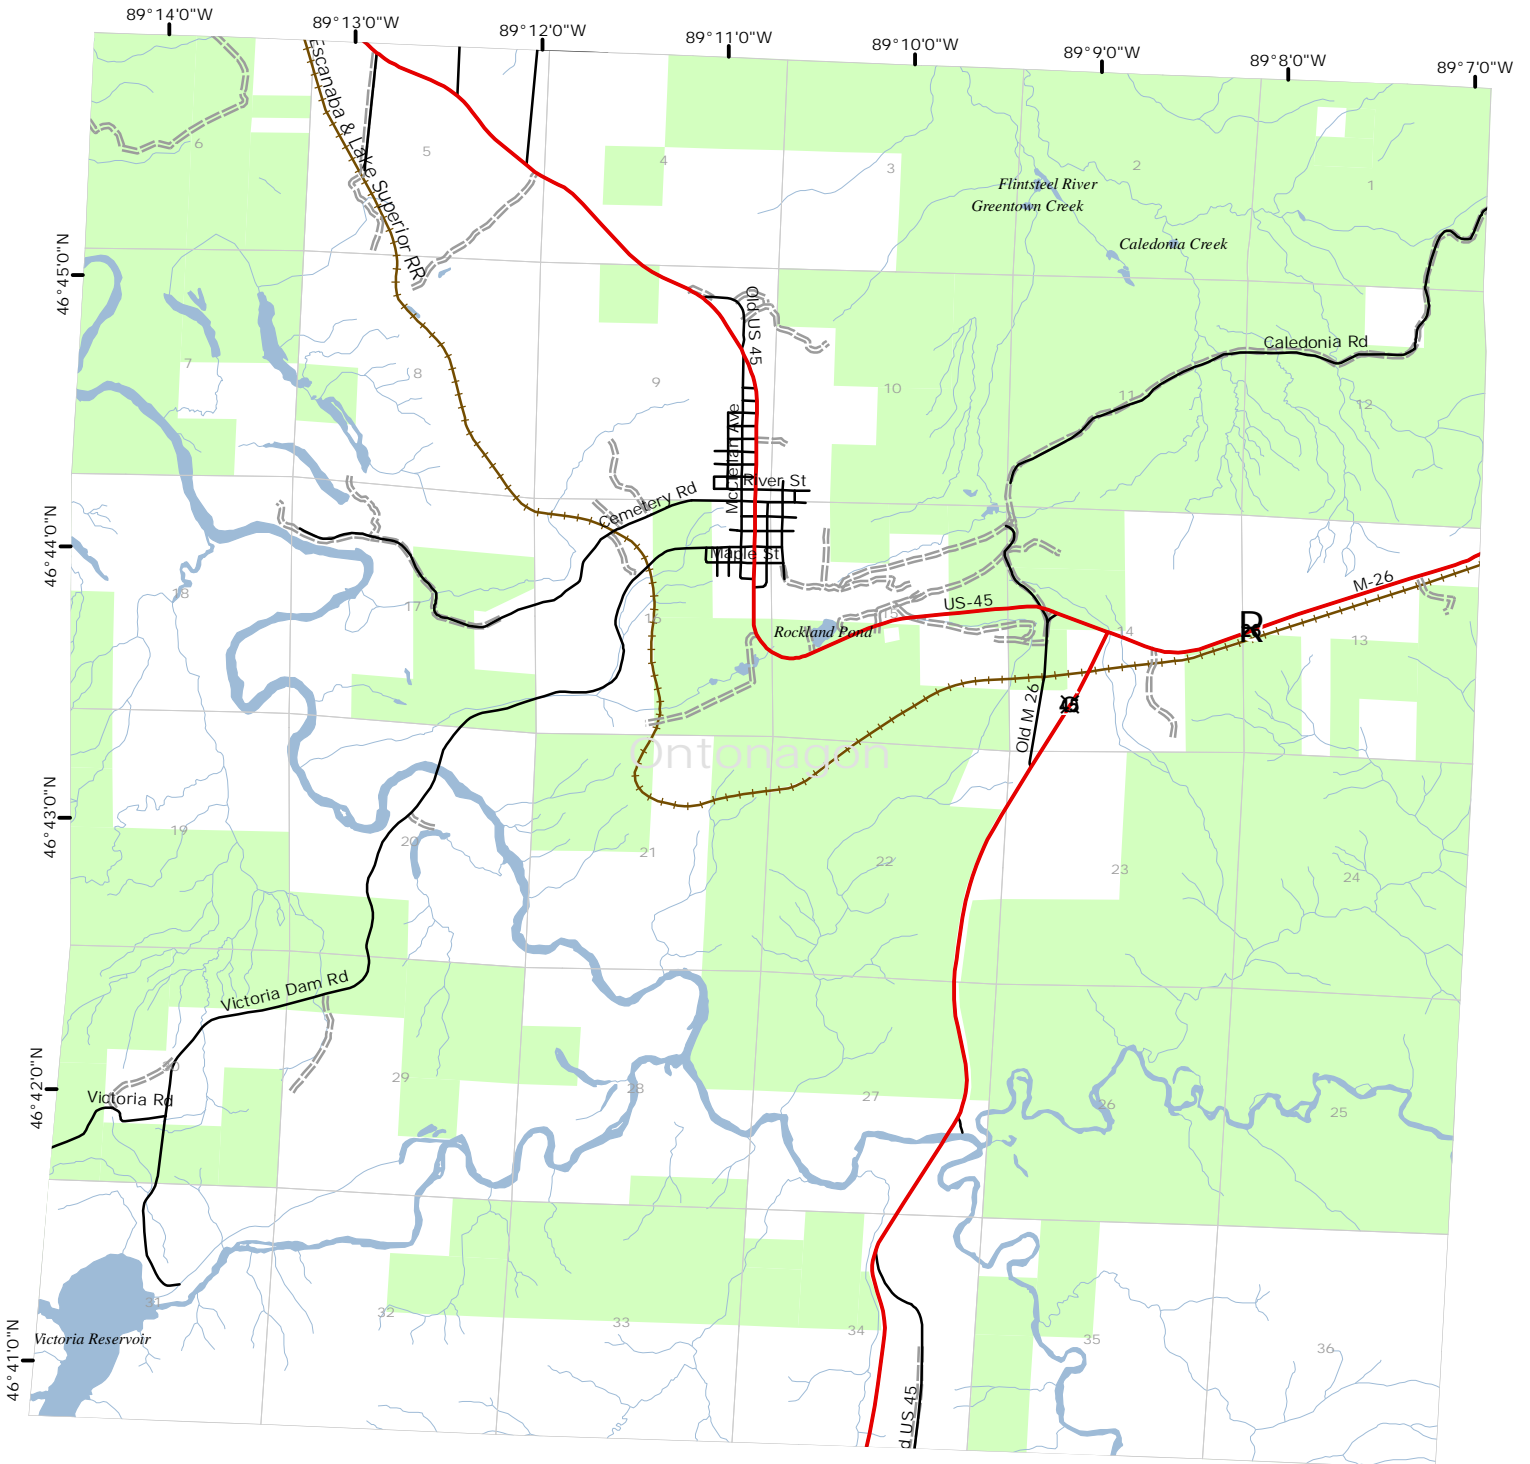 89°14'0"W
89°13'0"W
89°12'0"W
89°11'0"W
89°10'0"W
89°9'0"W
89°8'0"W
89°7'0"W
Escanaba & Lake Superior RR
6
5
4
3
2
1
Flintsteel River
Greentown Creek
Caledonia Creek
46°45'0"N
Old US 45
Caledonia Rd
7
8
9
10
11
12
McClellan Ave
River St
Cemetery Rd
46°44'0"N
Maple St
M-26
18
17
16
15
14
13
US-45
R
Rockland Pond
Old M 26
45
Ontonagon
46°43'0"N
19
20
21
22
23
24
Victoria Dam Rd
30
29
28
27
26
25
46°42'0"N
Victoria Rd
31
32
33
34
35
36
Victoria Reservoir
46°41'0"N
d US 45